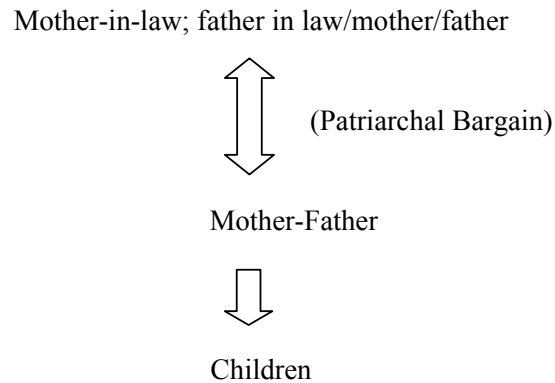 Mother-in-law; father in law/mother/father
(Patriarchal Bargain)
Mother-Father
Children